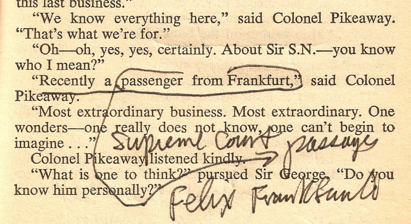 this last business."
"We know everything here," said Colonel Pikeaway.
"That's what we're for."
"Oh—oh, yes, yes, certainly. About Sir S.N.—you know
who I mean?"
"Recently a passenger from Frankfurt," said Colonel
Pikeaway.
"Most extraordinary business. Most extraordinary. One
wonders—one really does not know, one can't begin to
imagine . . ."
Supreme Court → passage
Colonel Pikeaway listened kindly.
"What is one to think?" pursued Sir George. "Do you
know him personally?"
Felix